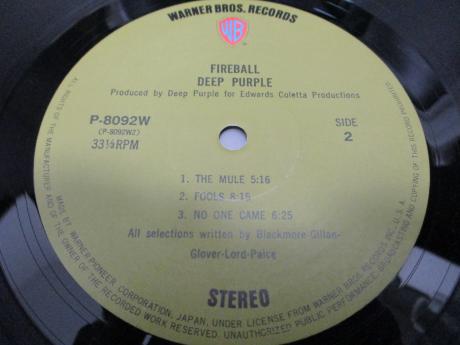 WARNER BROS. RECORDS
WB
FIREBALL
DEEP PURPLE
Produced by Deep Purple for Edwards Coletta Productions
P-8092W
(P-8092W2)
33⅓RPM
SIDE
2
1. THE MULE 5:16
2. FOOLS 8:15
3. NO ONE CAME 6:25
All selections written by Blackmore-Gillan-
Glover-Lord-Paice
STEREO
MADE BY WARNER-PIONEER CORPORATION, JAPAN, UNDER LICENSE FROM WARNER BROS. RECORDS INC. U.S.A.
ALL RIGHTS OF THE MANUFACTURER AND OF THE OWNER OF THE RECORDED WORK RESERVED. UNAUTHORIZED PUBLIC PERFORMANCE, BROADCASTING AND COPYING OF THIS RECORD PROHIBITED